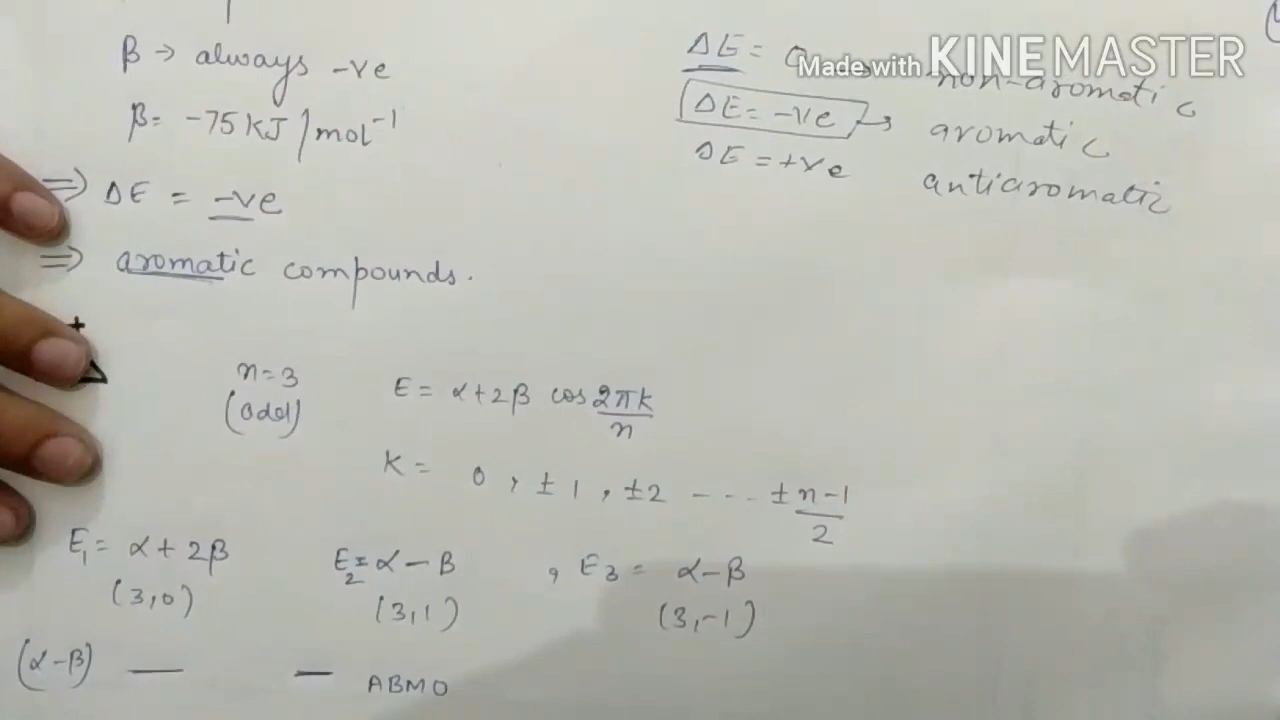 β → always -ve
β = -75 KJ / mol⁻¹
⇒ ΔE = -ve
⇒ aromatic compounds.
ΔE = non-aromatic
ΔE = -ve → aromatic
ΔE = +ve antiaromatic
Made with KINEMASTER
+
n=3
(odd)
E = α + 2β cos 2πk/n
K = 0, ±1, ±2 ---- ± n-1/2
E₁ = α + 2β E₂ = α - β , E₃ = α - β
(3,0) (3,1) (3,-1)
(α-β) — — ABMO